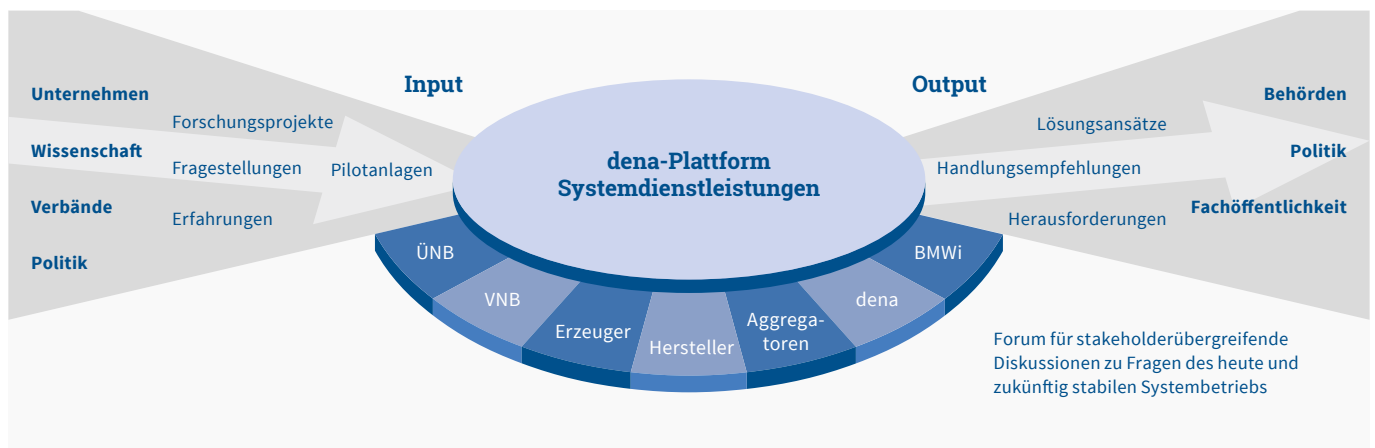 Input
Output
Unternehmen
Wissenschaft
Verbände
Politik
Forschungsprojekte
Fragestellungen
Erfahrungen
Pilotanlagen
dena-Plattform
Systemdienstleistungen
ÜNB
VNB
Erzeuger
Hersteller
Aggrega-
toren
dena
BMWi
Lösungsansätze
Handlungsempfehlungen
Herausforderungen
Behörden
Politik
Fachöffentlichkeit
Forum für stakeholderübergreifende
Diskussionen zu Fragen des heute und
zukünftig stabilen Systembetriebs